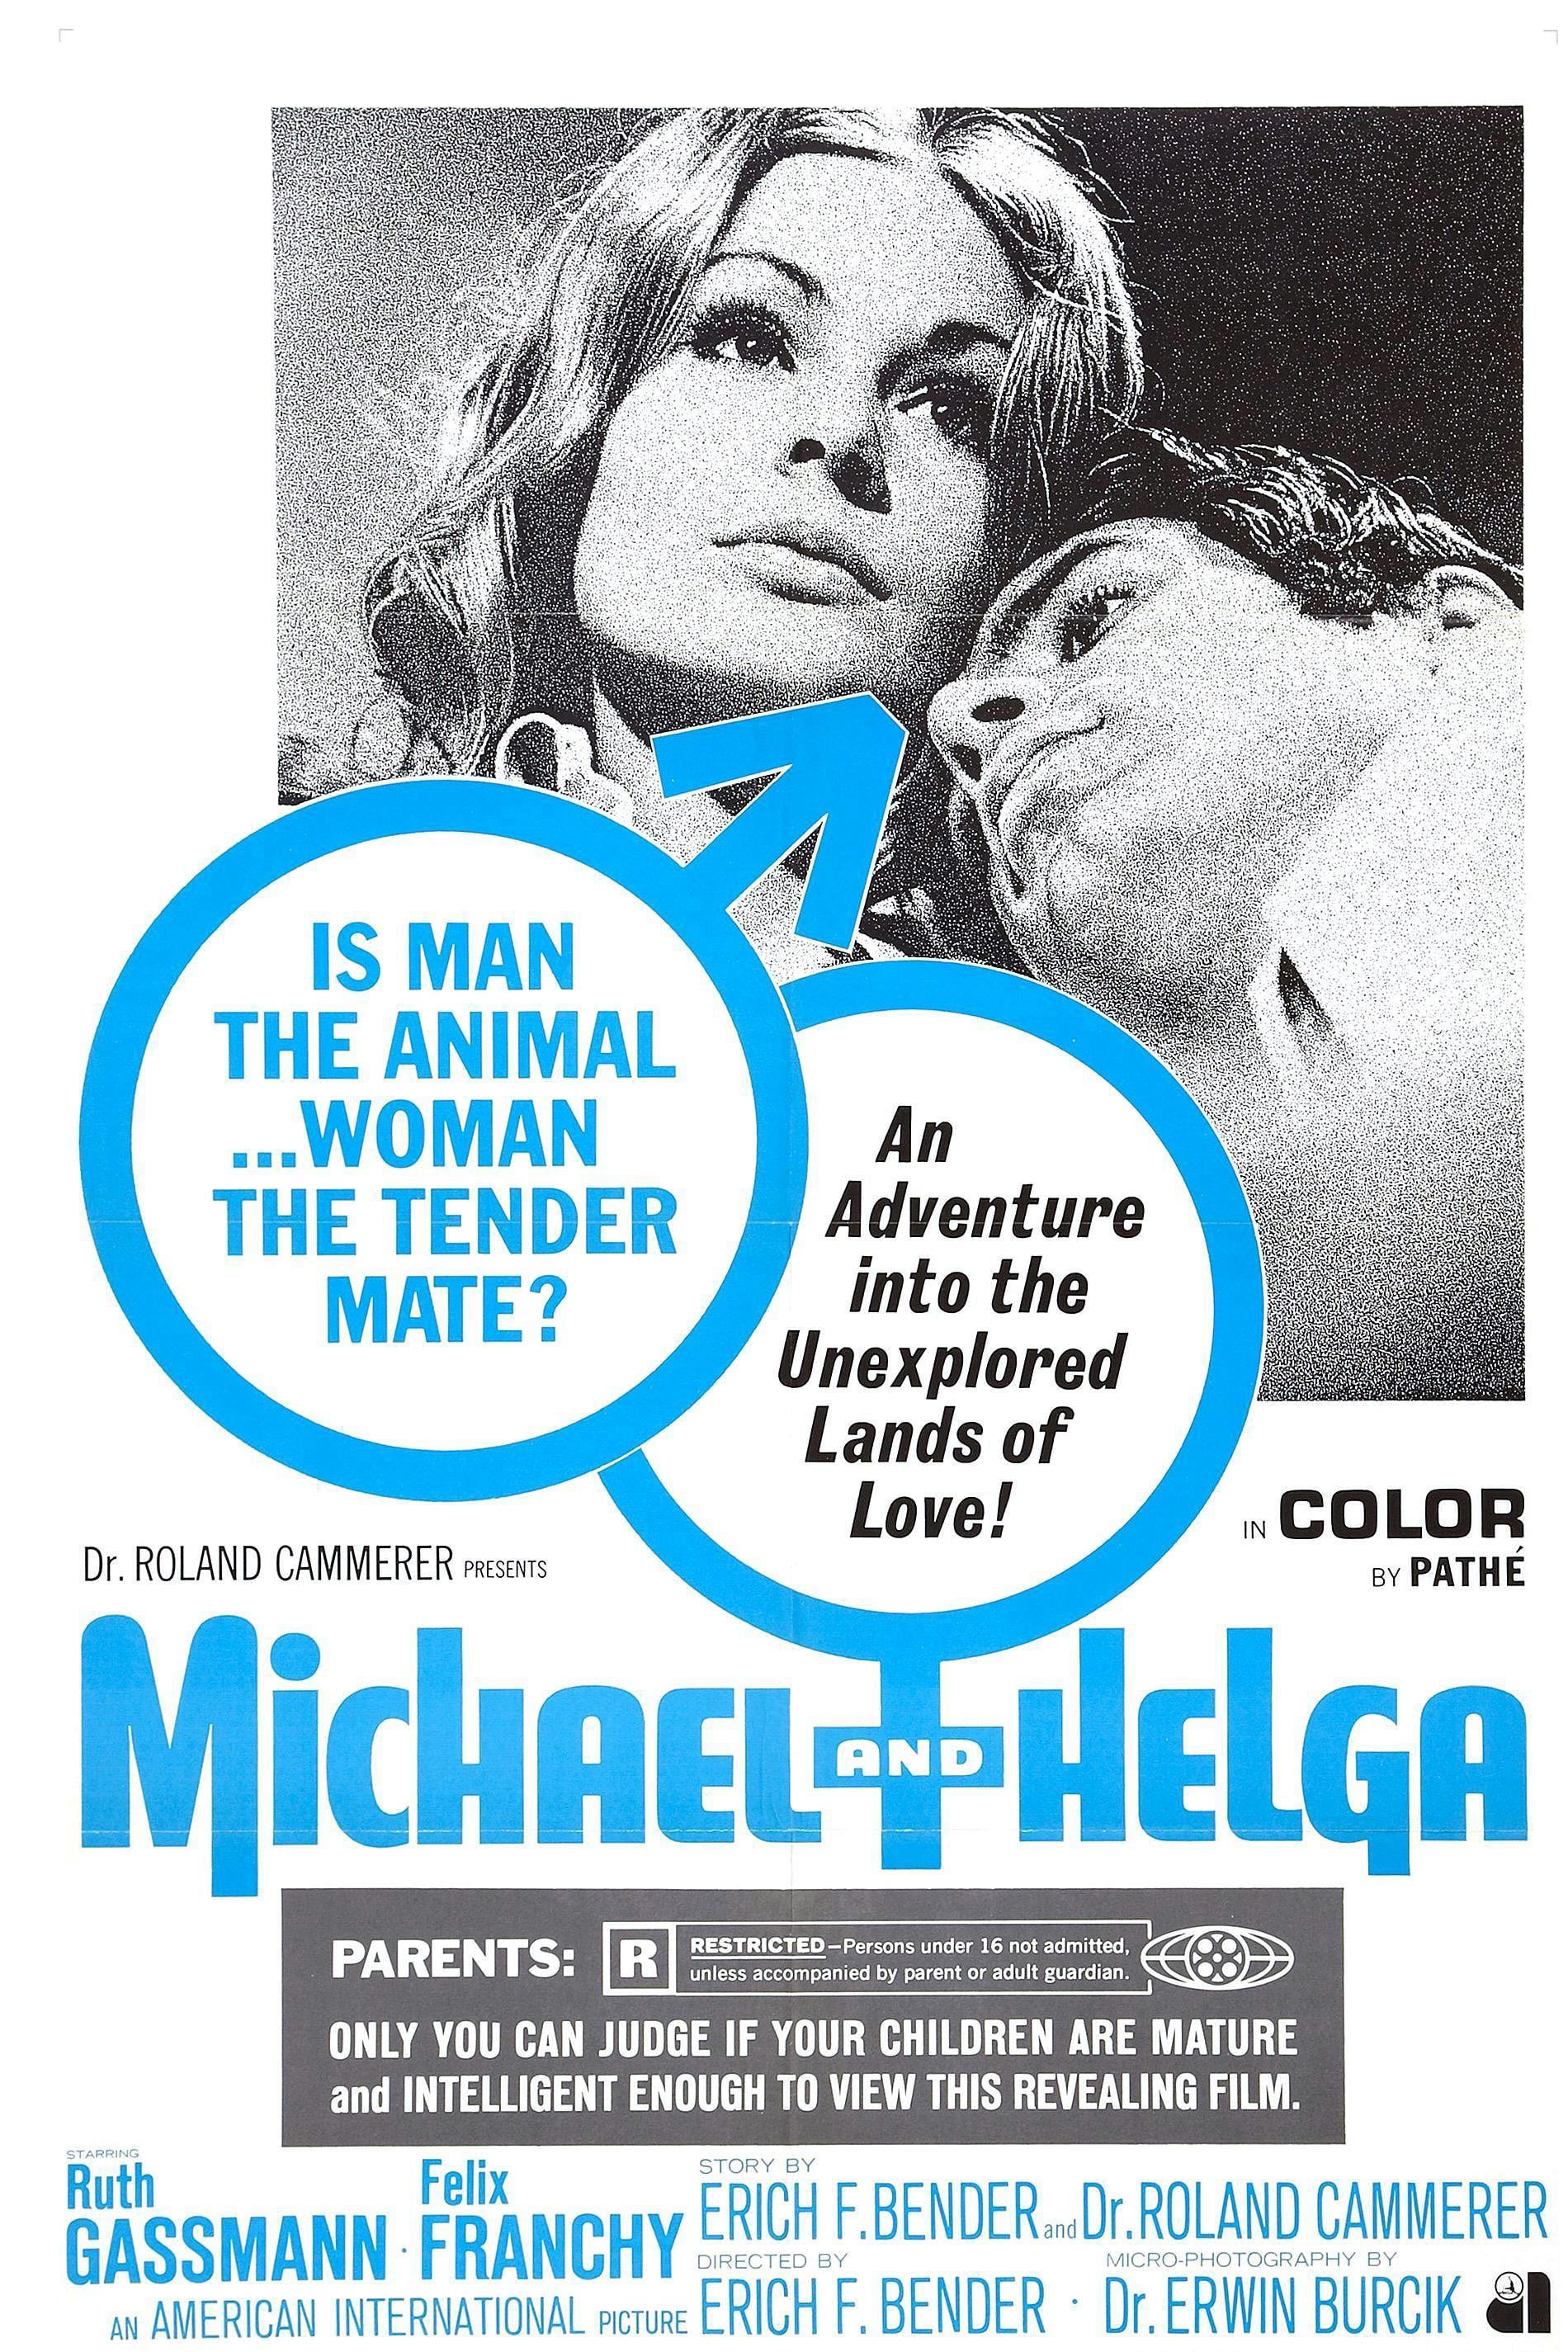 IS MAN
THE ANIMAL
...WOMAN
THE TENDER
MATE?
An
Adventure
into the
Unexplored
Lands of
Love!
IN COLOR
BY PATHÉ
Dr. ROLAND CAMMERER PRESENTS
MiCHAEL AND HELGA
PARENTS: R RESTRICTED—Persons under 16 not admitted,
unless accompanied by parent or adult guardian.
ONLY YOU CAN JUDGE IF YOUR CHILDREN ARE MATURE
and INTELLIGENT ENOUGH TO VIEW THIS REVEALING FILM.
STARRING
Ruth
GASSMANN · Felix
FRANCHY
STORY BY
ERICH F. BENDER and Dr. ROLAND CAMMERER
DIRECTED BY
ERICH F. BENDER ·
MICRO-PHOTOGRAPHY BY
Dr. ERWIN BURCIK
AN AMERICAN INTERNATIONAL PICTURE